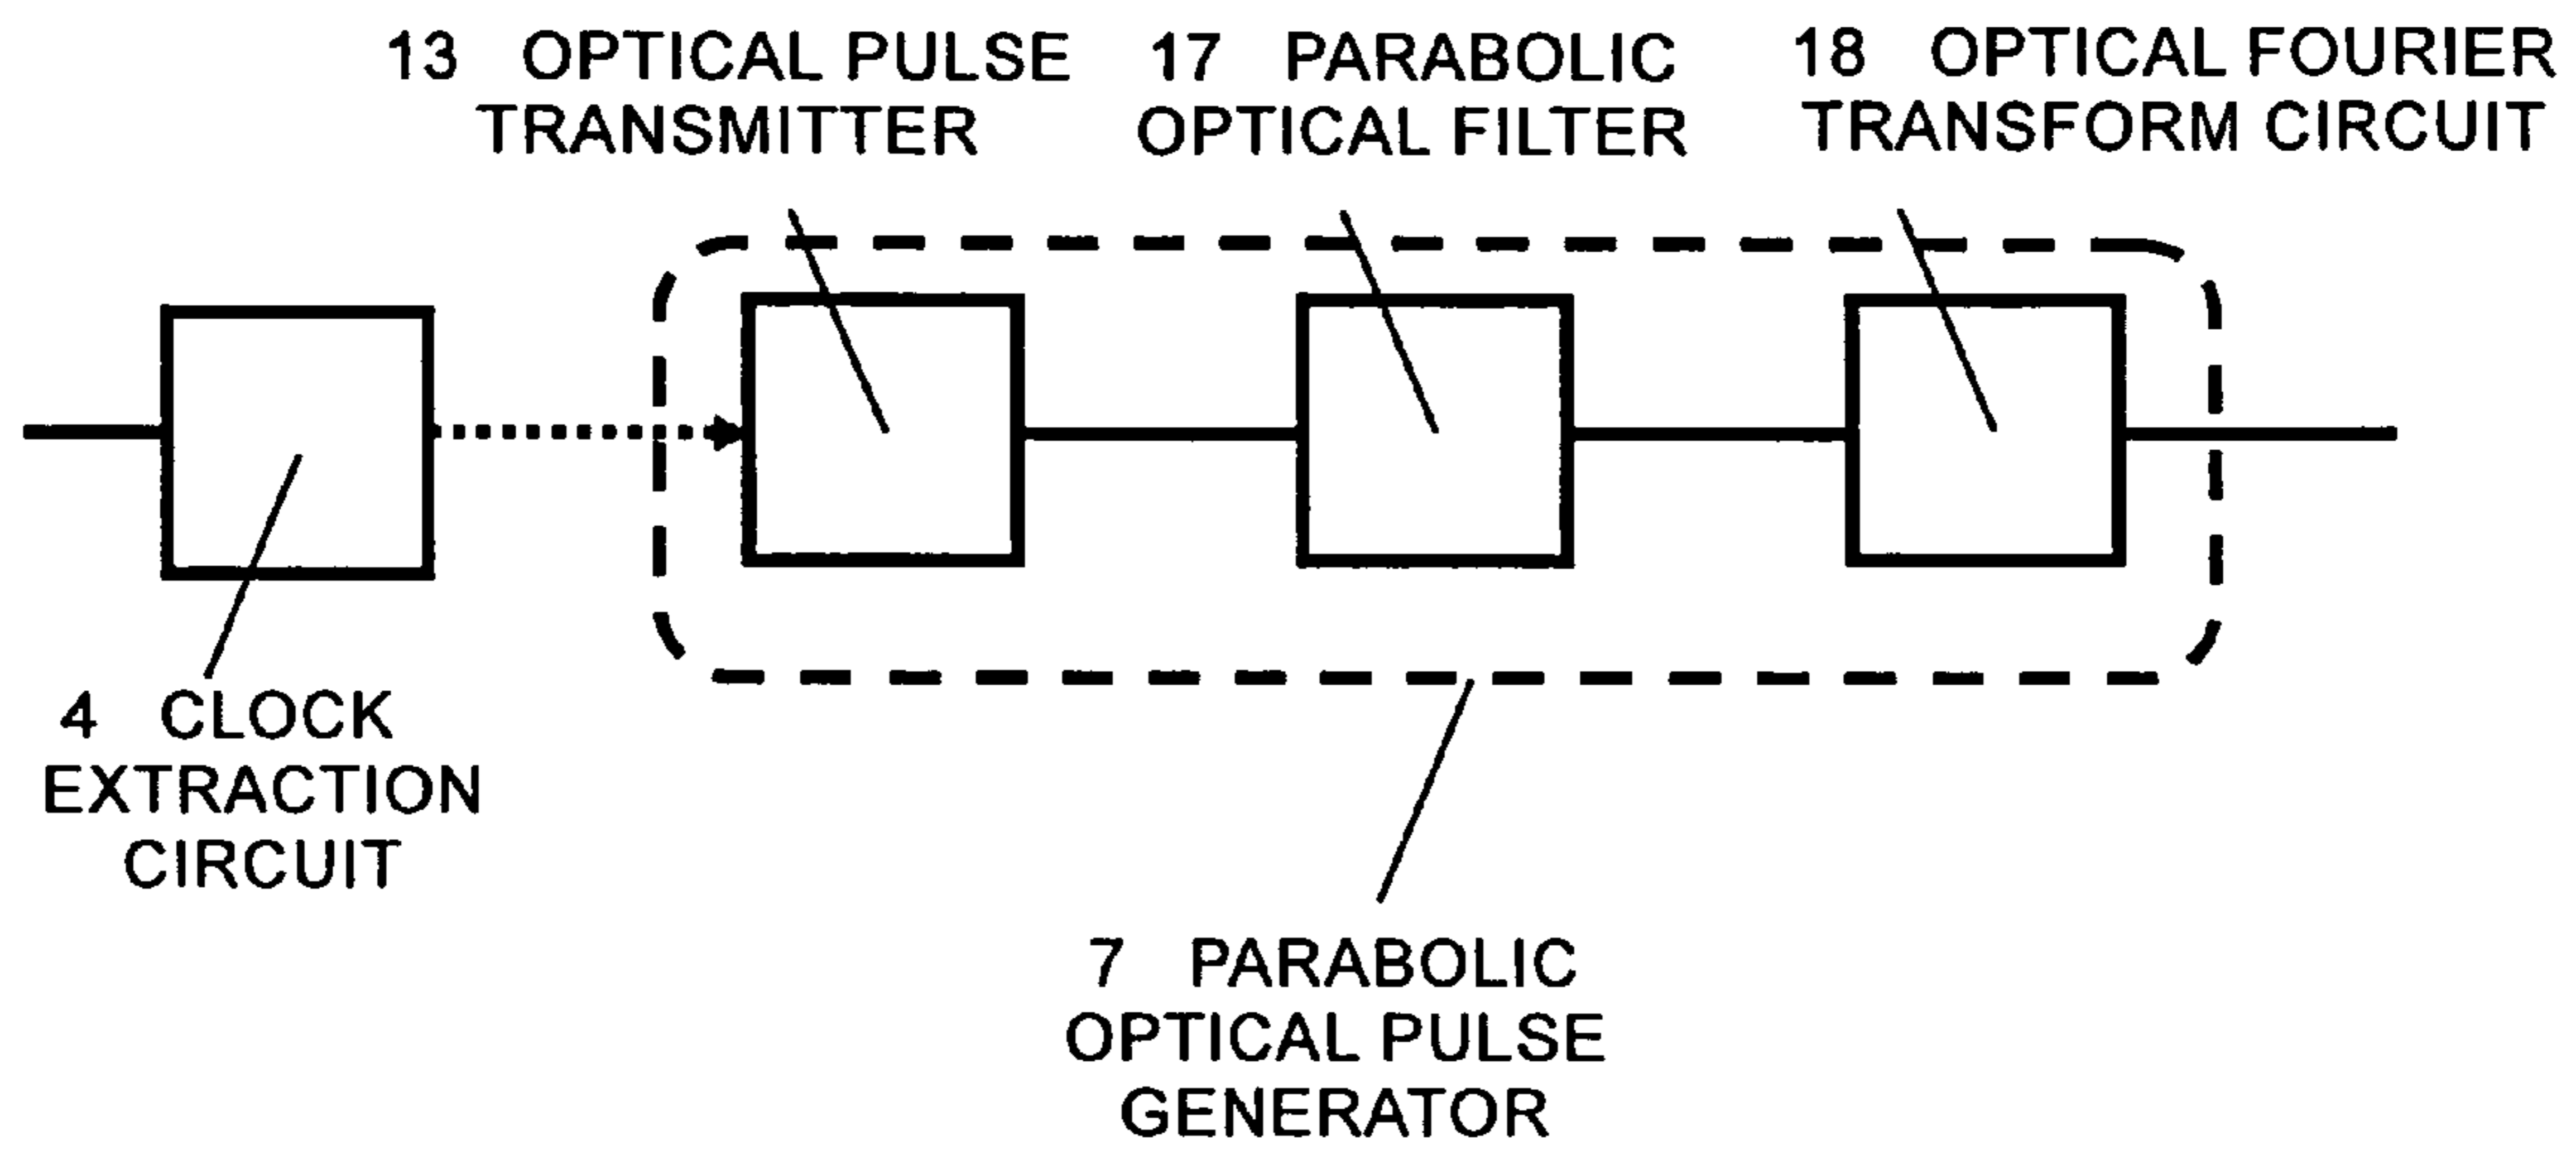 13 OPTICAL PULSE
TRANSMITTER
17 PARABOLIC
OPTICAL FILTER
18 OPTICAL FOURIER
TRANSFORM CIRCUIT
4 CLOCK
EXTRACTION
CIRCUIT
7 PARABOLIC
OPTICAL PULSE
GENERATOR